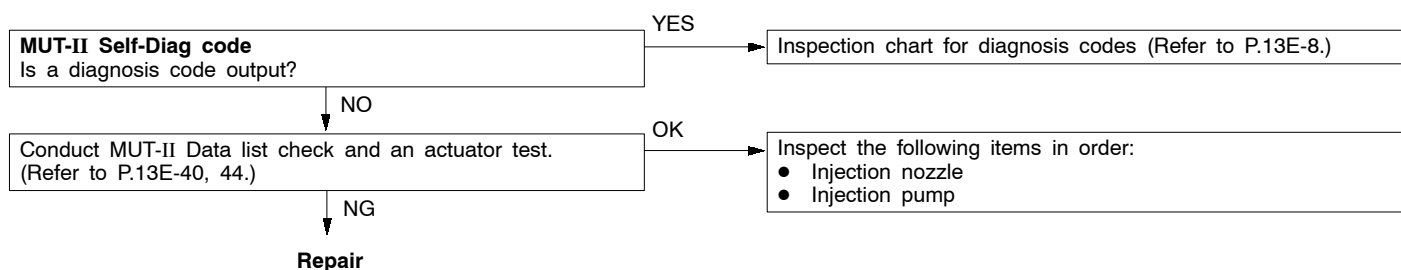 MUT-II Self-Diag code
Is a diagnosis code output?
YES
Inspection chart for diagnosis codes (Refer to P.13E-8.)
NO
Conduct MUT-II Data list check and an actuator test.
(Refer to P.13E-40, 44.)
OK
Inspect the following items in order:
● Injection nozzle
● Injection pump
NG
Repair